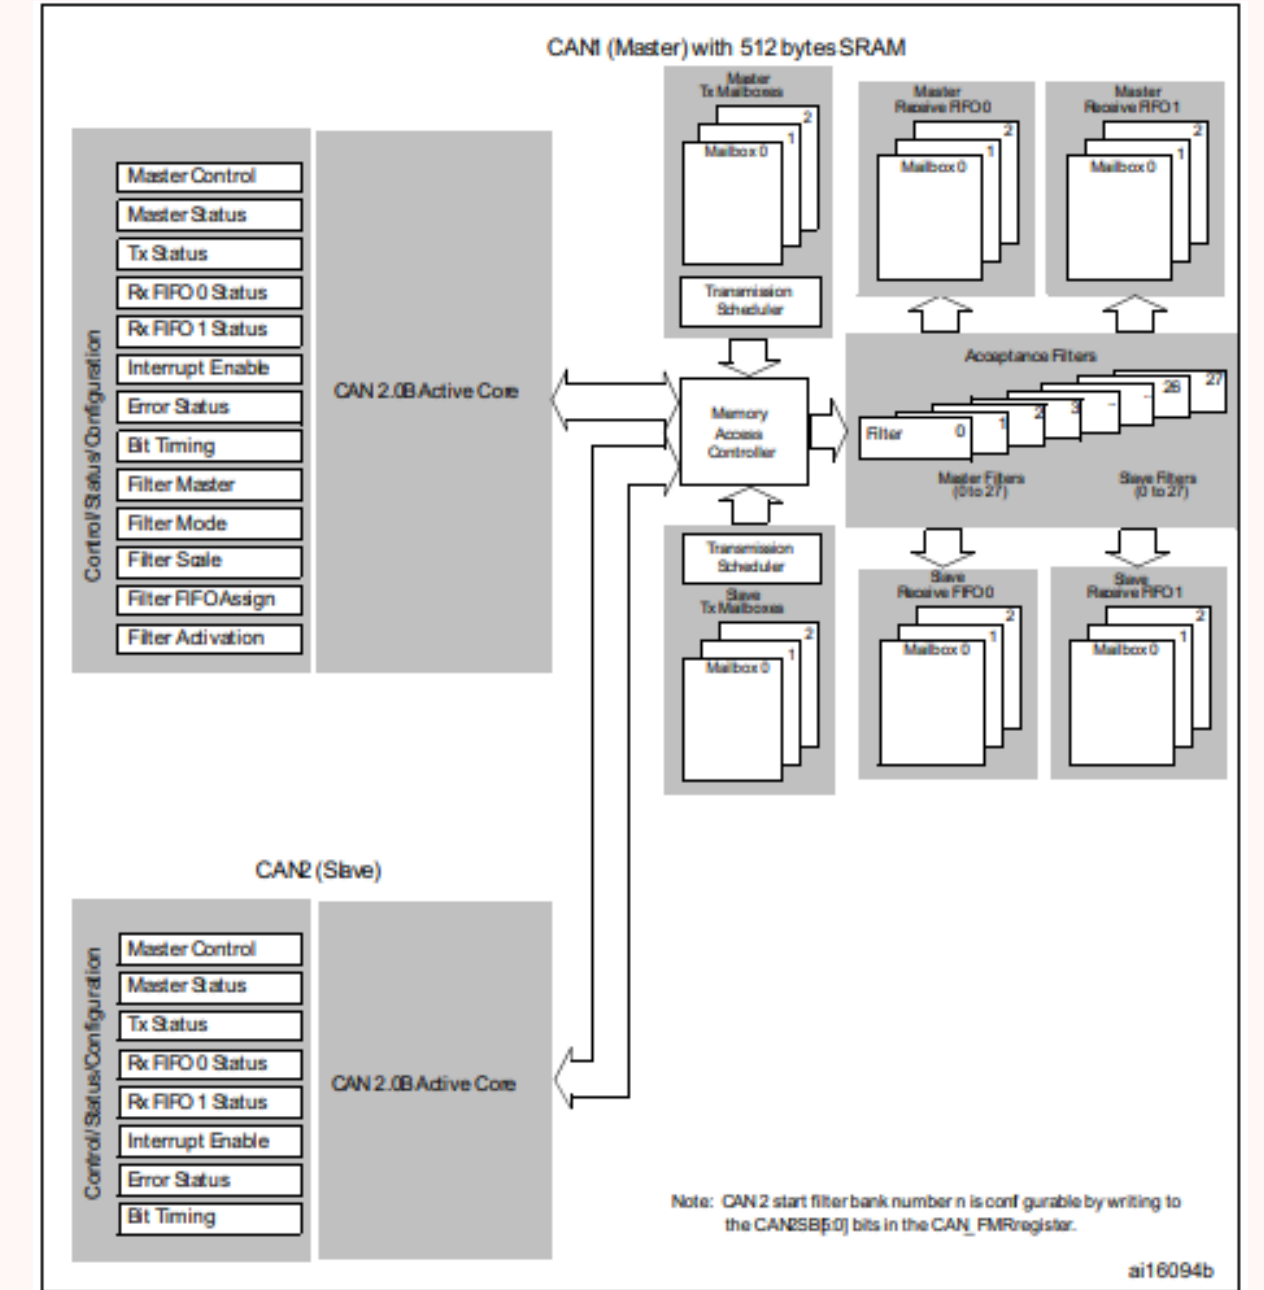 CAN1 (Master) with 512 bytes SRAM
Control/Status/Configuration
Master Control
Master Status
Tx Status
Rx FIFO 0 Status
Rx FIFO 1 Status
Interrupt Enable
Error Status
Bit Timing
Filter Master
Filter Mode
Filter Scale
Filter FIFO Assign
Filter Activation
CAN 2.0B Active Core
Master
Tx Mailboxes
2
1
Mailbox 0
Transmission
Scheduler
Master
Receive FIFO 0
2
1
Mailbox 0
Master
Receive FIFO 1
2
1
Mailbox 0
Memory
Access
Controller
Acceptance Filters
Filter 0 1 2 3 .. .. 26 27
Master Filters
(0 to 27)
Slave Filters
(0 to 27)
Transmission
Scheduler
Slave
Tx Mailboxes
2
1
Mailbox 0
Slave
Receive FIFO 0
2
1
Mailbox 0
Slave
Receive FIFO 1
2
1
Mailbox 0
CAN2 (Slave)
Control/Status/Configuration
Master Control
Master Status
Tx Status
Rx FIFO 0 Status
Rx FIFO 1 Status
Interrupt Enable
Error Status
Bit Timing
CAN 2.0B Active Core
Note: CAN 2 start filter bank number n is conf gurable by writing to
the CAN2SB[5:0] bits in the CAN_FMR register.
ai16094b